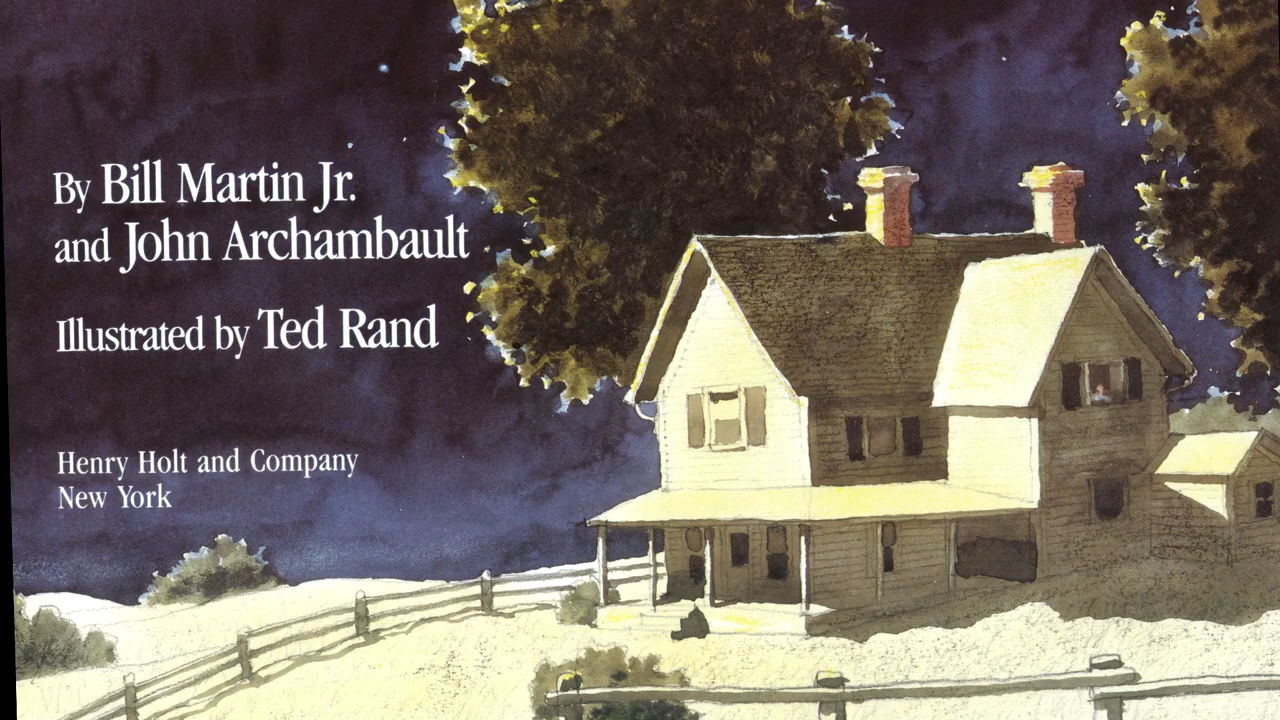 By Bill Martin Jr.
and John Archambault
Illustrated by Ted Rand
Henry Holt and Company
New York